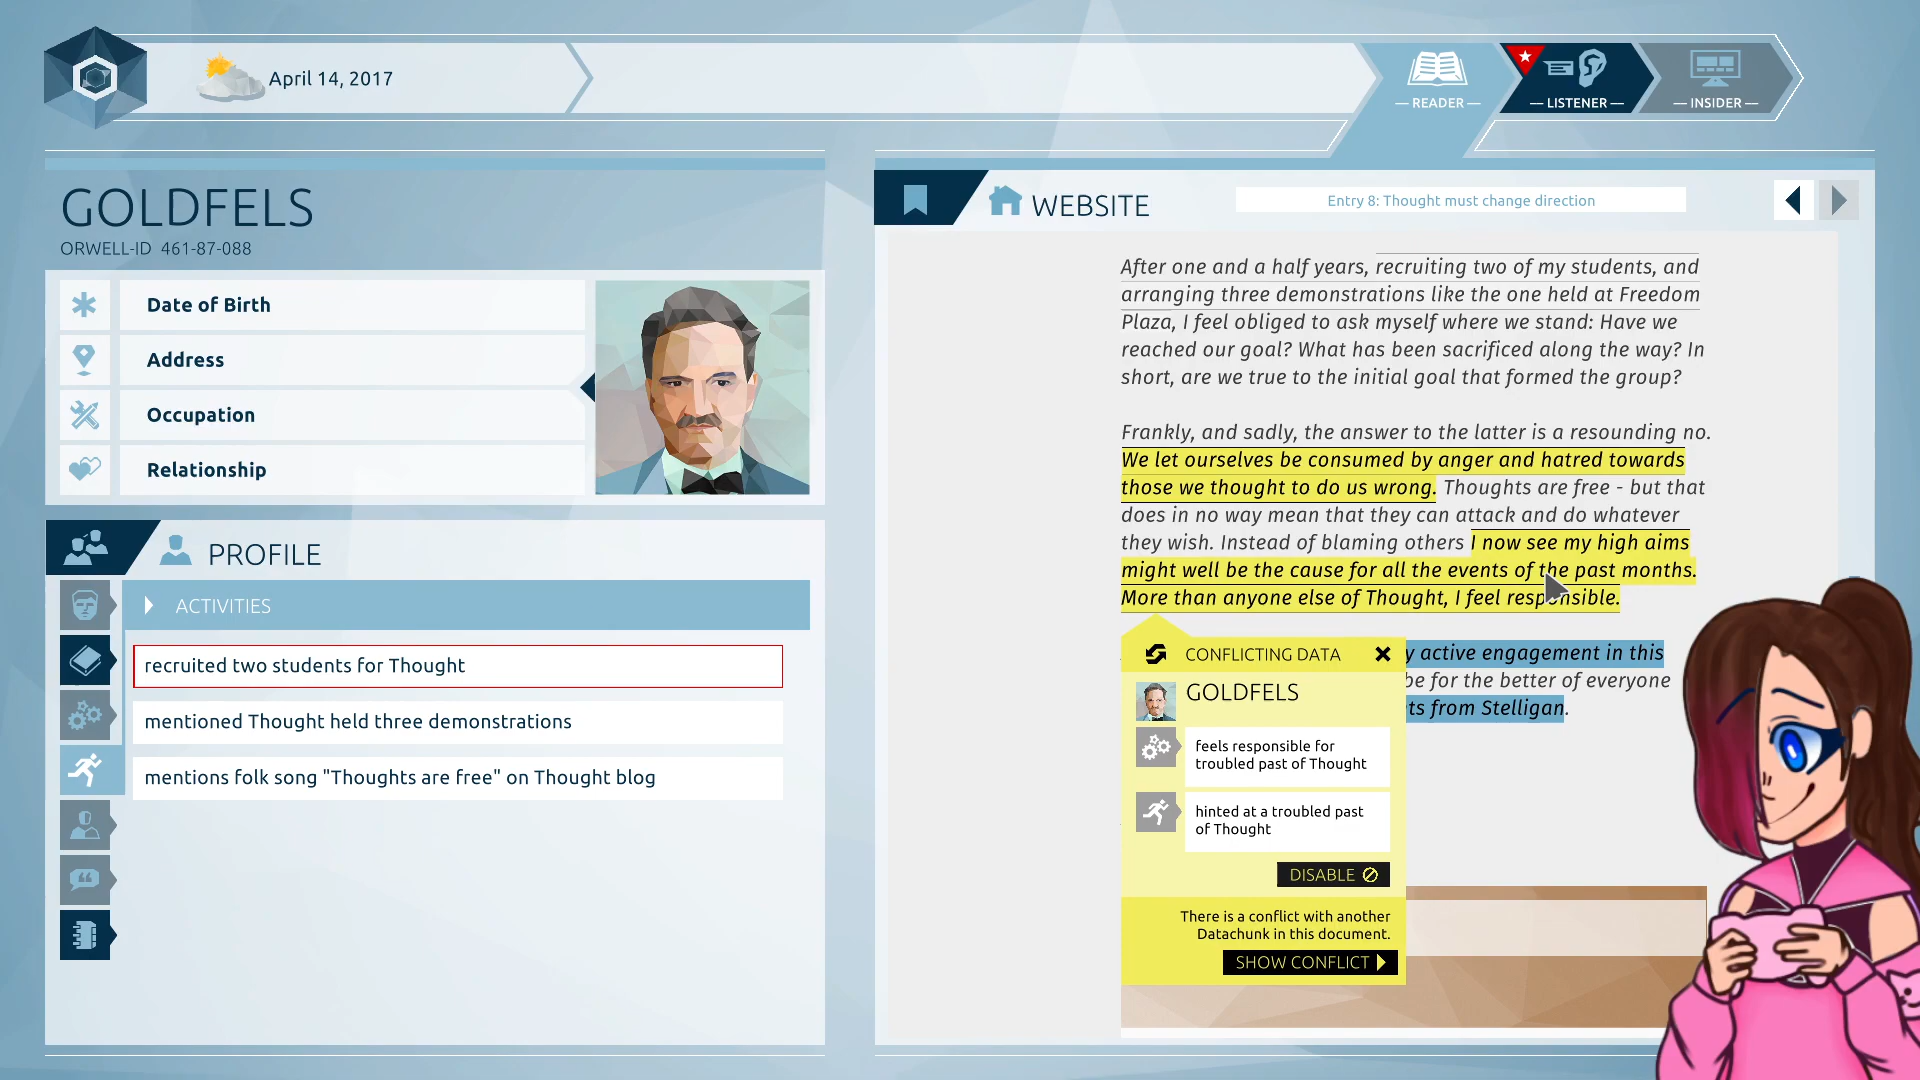 April 14, 2017
— READER —
— LISTENER —
— INSIDER —
GOLDFELS
ORWELL-ID 461-87-088
Date of Birth
Address
Occupation
Relationship
PROFILE
ACTIVITIES
recruited two students for Thought
mentioned Thought held three demonstrations
mentions folk song "Thoughts are free" on Thought blog
WEBSITE
Entry 8: Thought must change direction
After one and a half years, recruiting two of my students, and
arranging three demonstrations like the one held at Freedom
Plaza, I feel obliged to ask myself where we stand: Have we
reached our goal? What has been sacrificed along the way? In
short, are we true to the initial goal that formed the group?
Frankly, and sadly, the answer to the latter is a resounding no.
We let ourselves be consumed by anger and hatred towards
those we thought to do us wrong. Thoughts are free - but that
does in no way mean that they can attack and do whatever
they wish. Instead of blaming others I now see my high aims
might well be the cause for all the events of the past months.
More than anyone else of Thought, I feel responsible.
y active engagement in this
be for the better of everyone
ts from Stelligan.
CONFLICTING DATA
GOLDFELS
feels responsible for
troubled past of Thought
hinted at a troubled past
of Thought
DISABLE
There is a conflict with another
Datachunk in this document.
SHOW CONFLICT